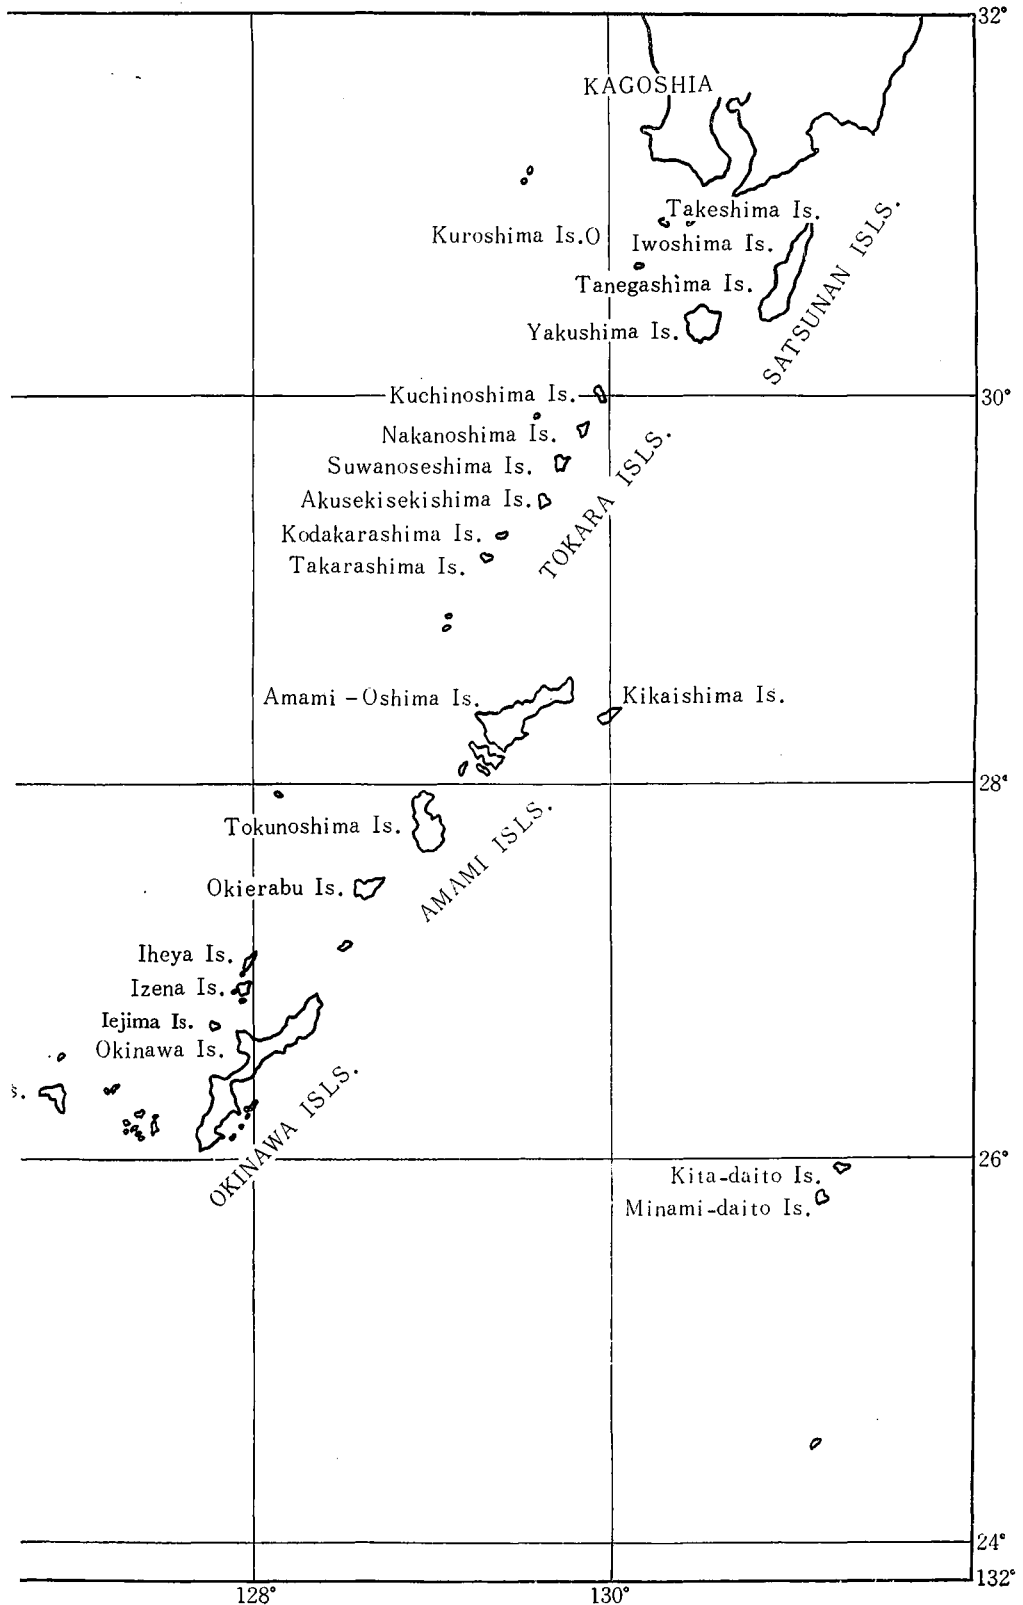 32°
KAGOSHIA
Takeshima Is.
Kuroshima Is.
Iwoshima Is.
Tanegashima Is.
SATSUNAN ISLS.
Yakushima Is.
Kuchinoshima Is.
30°
Nakanoshima Is.
Suwanoseshima Is.
Akusekisekishima Is.
TOKARA ISLS.
Kodakarashima Is.
Takarashima Is.
Amami-Oshima Is.
Kikaishima Is.
28°
Tokunoshima Is.
AMAMI ISLS.
Okierabu Is.
Iheya Is.
Izena Is.
Iejima Is.
Okinawa Is.
s.
OKINAWA ISLS.
26°
Kita-daito Is.
Minami-daito Is.
24°
128°
130°
132°